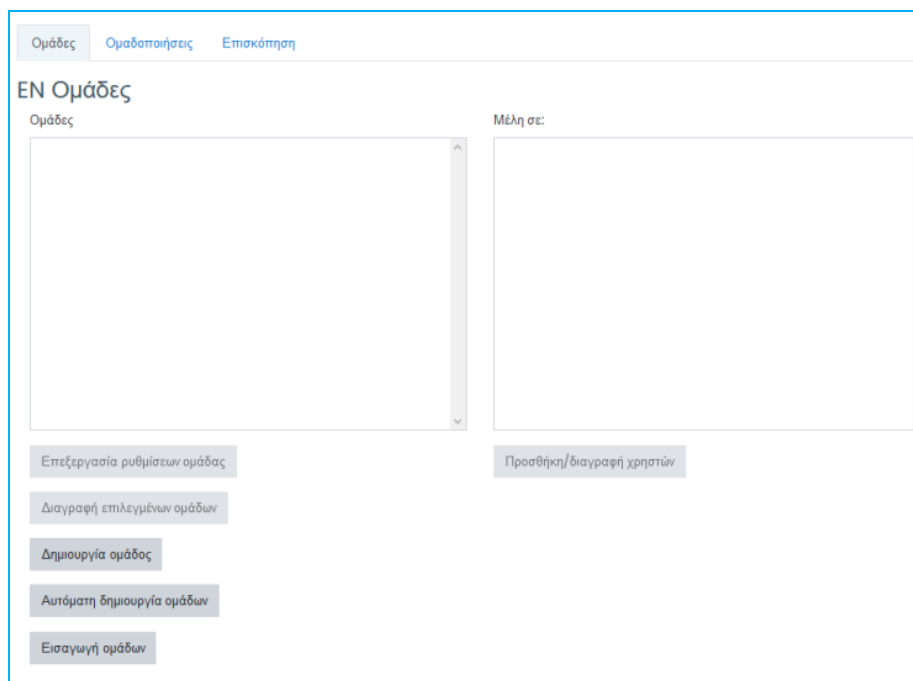 Ομάδες Ομαδοποιήσεις Επισκόπηση
EN Ομάδες
Ομάδες
Μέλη σε:
Επεξεργασία ρυθμίσεων ομάδας
Προσθήκη/διαγραφή χρηστών
Διαγραφή επιλεγμένων ομάδων
Δημιουργία ομάδος
Αυτόματη δημιουργία ομάδων
Εισαγωγή ομάδων